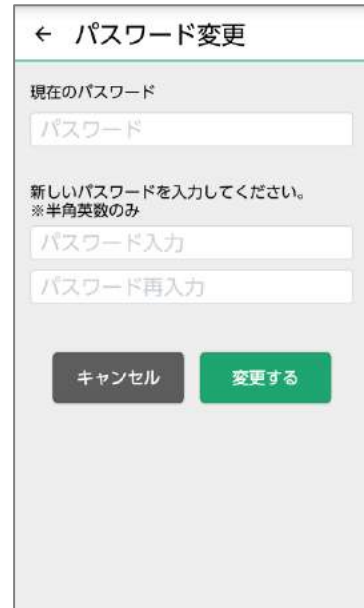 ← パスワード変更
現在のパスワード
パスワード
新しいパスワードを入力してください。
※半角英数のみ
パスワード入力
パスワード再入力
キャンセル
変更する